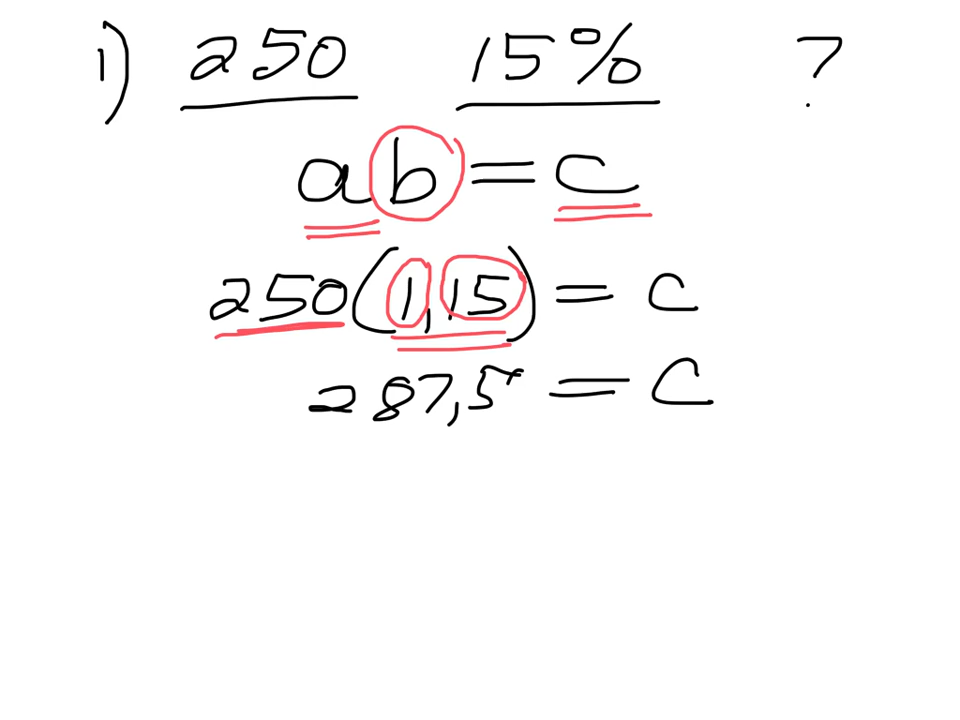 1) 250 15% ?
ab = c
250(1,15) = c
287,5 = c